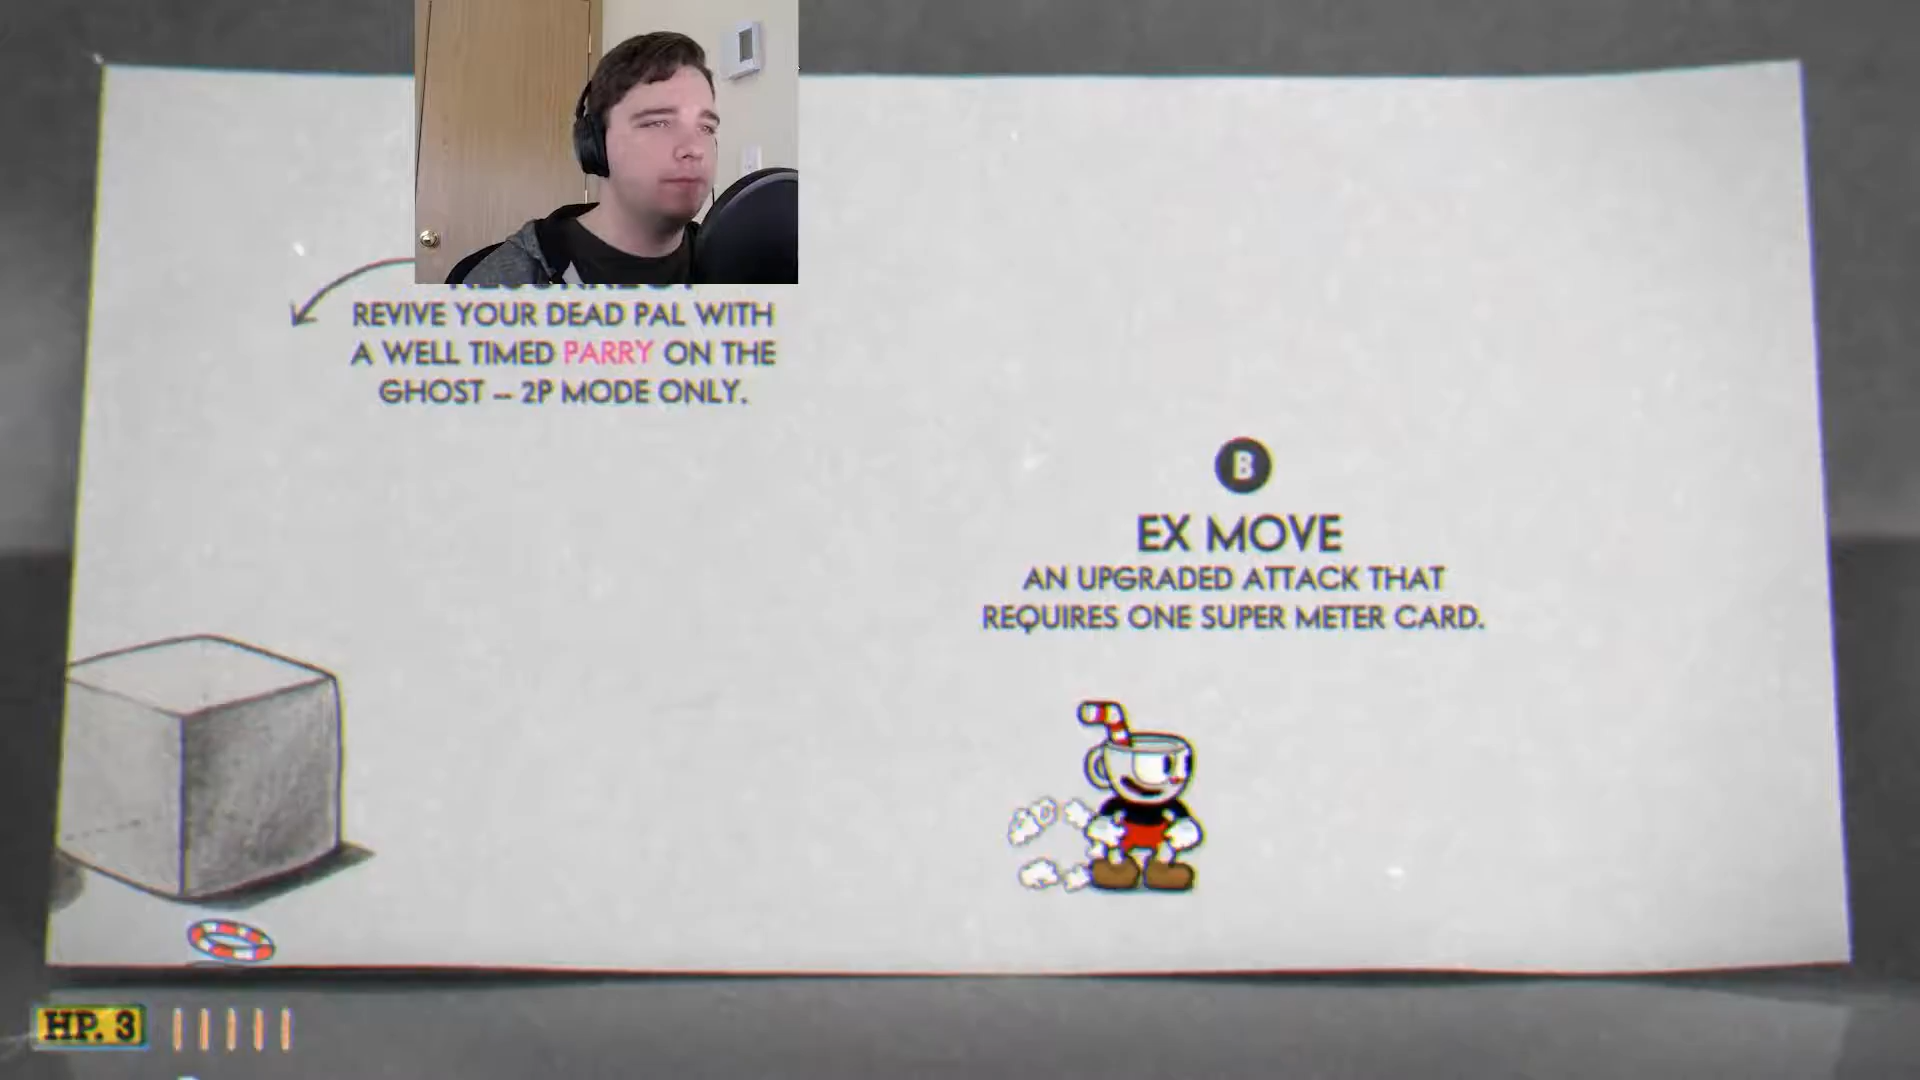 REVIVE YOUR DEAD PAL WITH
A WELL TIMED PARRY ON THE
GHOST -- 2P MODE ONLY.
B
EX MOVE
AN UPGRADED ATTACK THAT
REQUIRES ONE SUPER METER CARD.
HP. 3